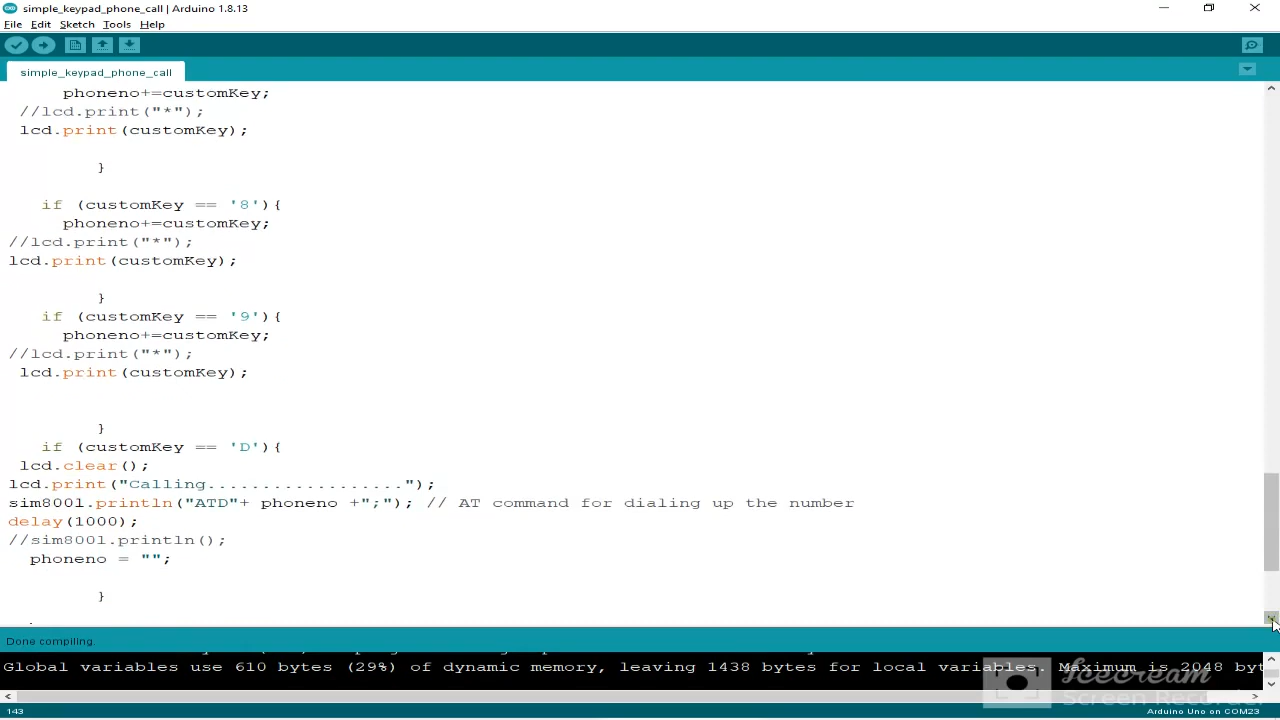 simple_keypad_phone_call | Arduino 1.8.13
File Edit Sketch Tools Help
simple_keypad_phone_call
phoneno+=customKey;
//lcd.print("*");
lcd.print(customKey);
}
if (customKey == '8'){
phoneno+=customKey;
//lcd.print("*");
lcd.print(customKey);
}
if (customKey == '9'){
phoneno+=customKey;
//lcd.print("*");
lcd.print(customKey);
}
if (customKey == 'D'){
lcd.clear();
lcd.print("Calling..................");
sim800l.println("ATD"+ phoneno +";"); // AT command for dialing up the number
delay(1000);
//sim800l.println();
phoneno = "";
}
Done compiling.
Global variables use 610 bytes (29%) of dynamic memory, leaving 1438 bytes for local variables. Maximum is 2048 byt
Icecream
Screen Recorder
143
Arduino Uno on COM23